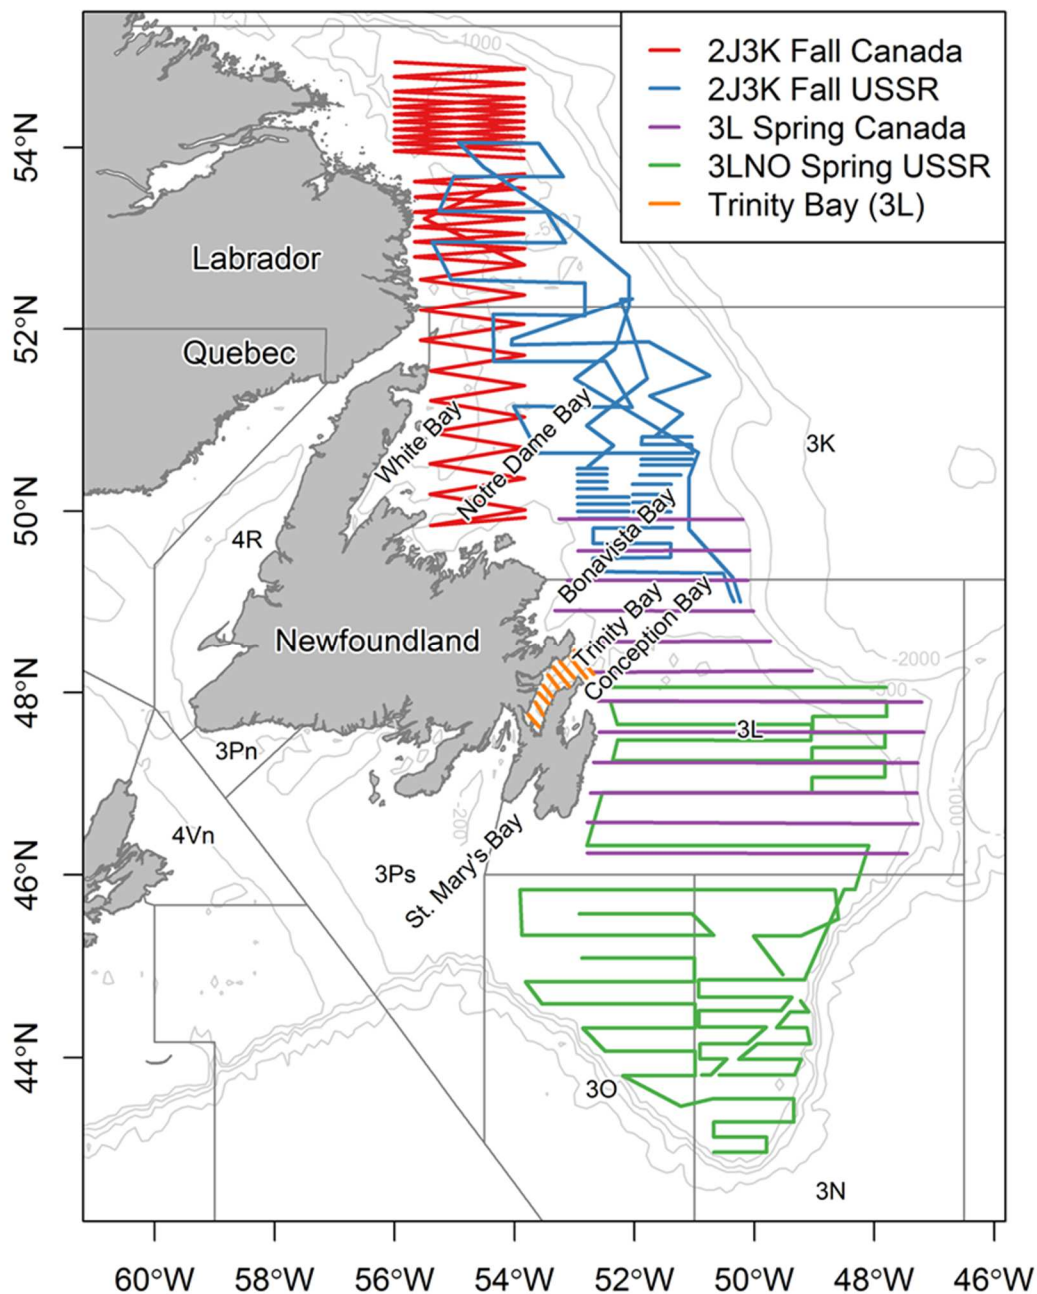 -1000
2J3K Fall Canada
2J3K Fall USSR
3L Spring Canada
3LNO Spring USSR
Trinity Bay (3L)
54°N
52°N
50°N
48°N
46°N
44°N
-500
Labrador
Quebec
White Bay
Notre Dame Bay
3K
4R
Bonavista Bay
Trinity Bay
Conception Bay
Newfoundland
-2000
-500
3L
3Pn
-1000
-200
4Vn
3Ps
St. Mary's Bay
3O
3N
60°W
58°W
56°W
54°W
52°W
50°W
48°W
46°W